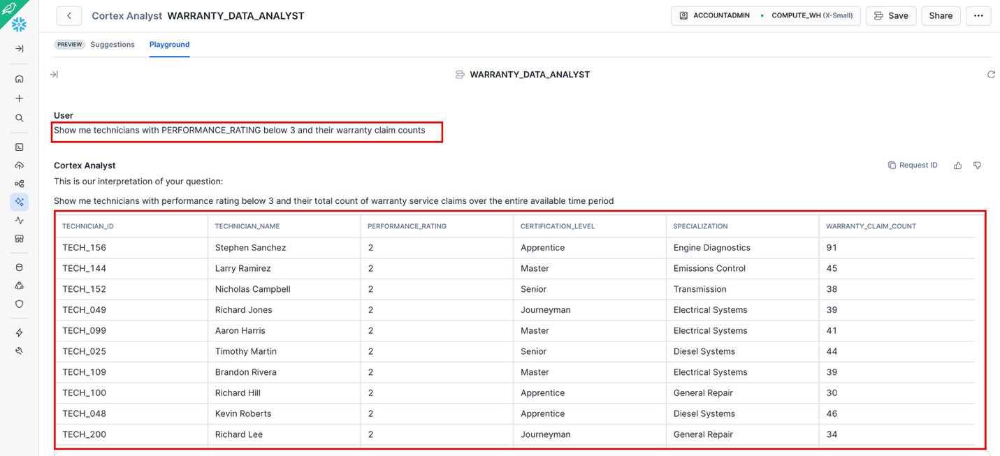 Cortex Analyst WARRANTY_DATA_ANALYST
ACCOUNTADMIN • COMPUTE_WH (X-Small) Save Share ...
PREVIEW Suggestions Playground
WARRANTY_DATA_ANALYST
User
Show me technicians with PERFORMANCE_RATING below 3 and their warranty claim counts
Cortex Analyst
Request ID
This is our interpretation of your question:
Show me technicians with performance rating below 3 and their total count of warranty service claims over the entire available time period
TECHNICIAN_ID TECHNICIAN_NAME PERFORMANCE_RATING CERTIFICATION_LEVEL SPECIALIZATION WARRANTY_CLAIM_COUNT
TECH_156 Stephen Sanchez 2 Apprentice Engine Diagnostics 91
TECH_144 Larry Ramirez 2 Master Emissions Control 45
TECH_152 Nicholas Campbell 2 Senior Transmission 38
TECH_049 Richard Jones 2 Journeyman Electrical Systems 39
TECH_099 Aaron Harris 2 Master Electrical Systems 41
TECH_025 Timothy Martin 2 Senior Diesel Systems 44
TECH_109 Brandon Rivera 2 Master Electrical Systems 39
TECH_100 Richard Hill 2 Apprentice General Repair 30
TECH_048 Kevin Roberts 2 Apprentice Diesel Systems 46
TECH_200 Richard Lee 2 Journeyman General Repair 34